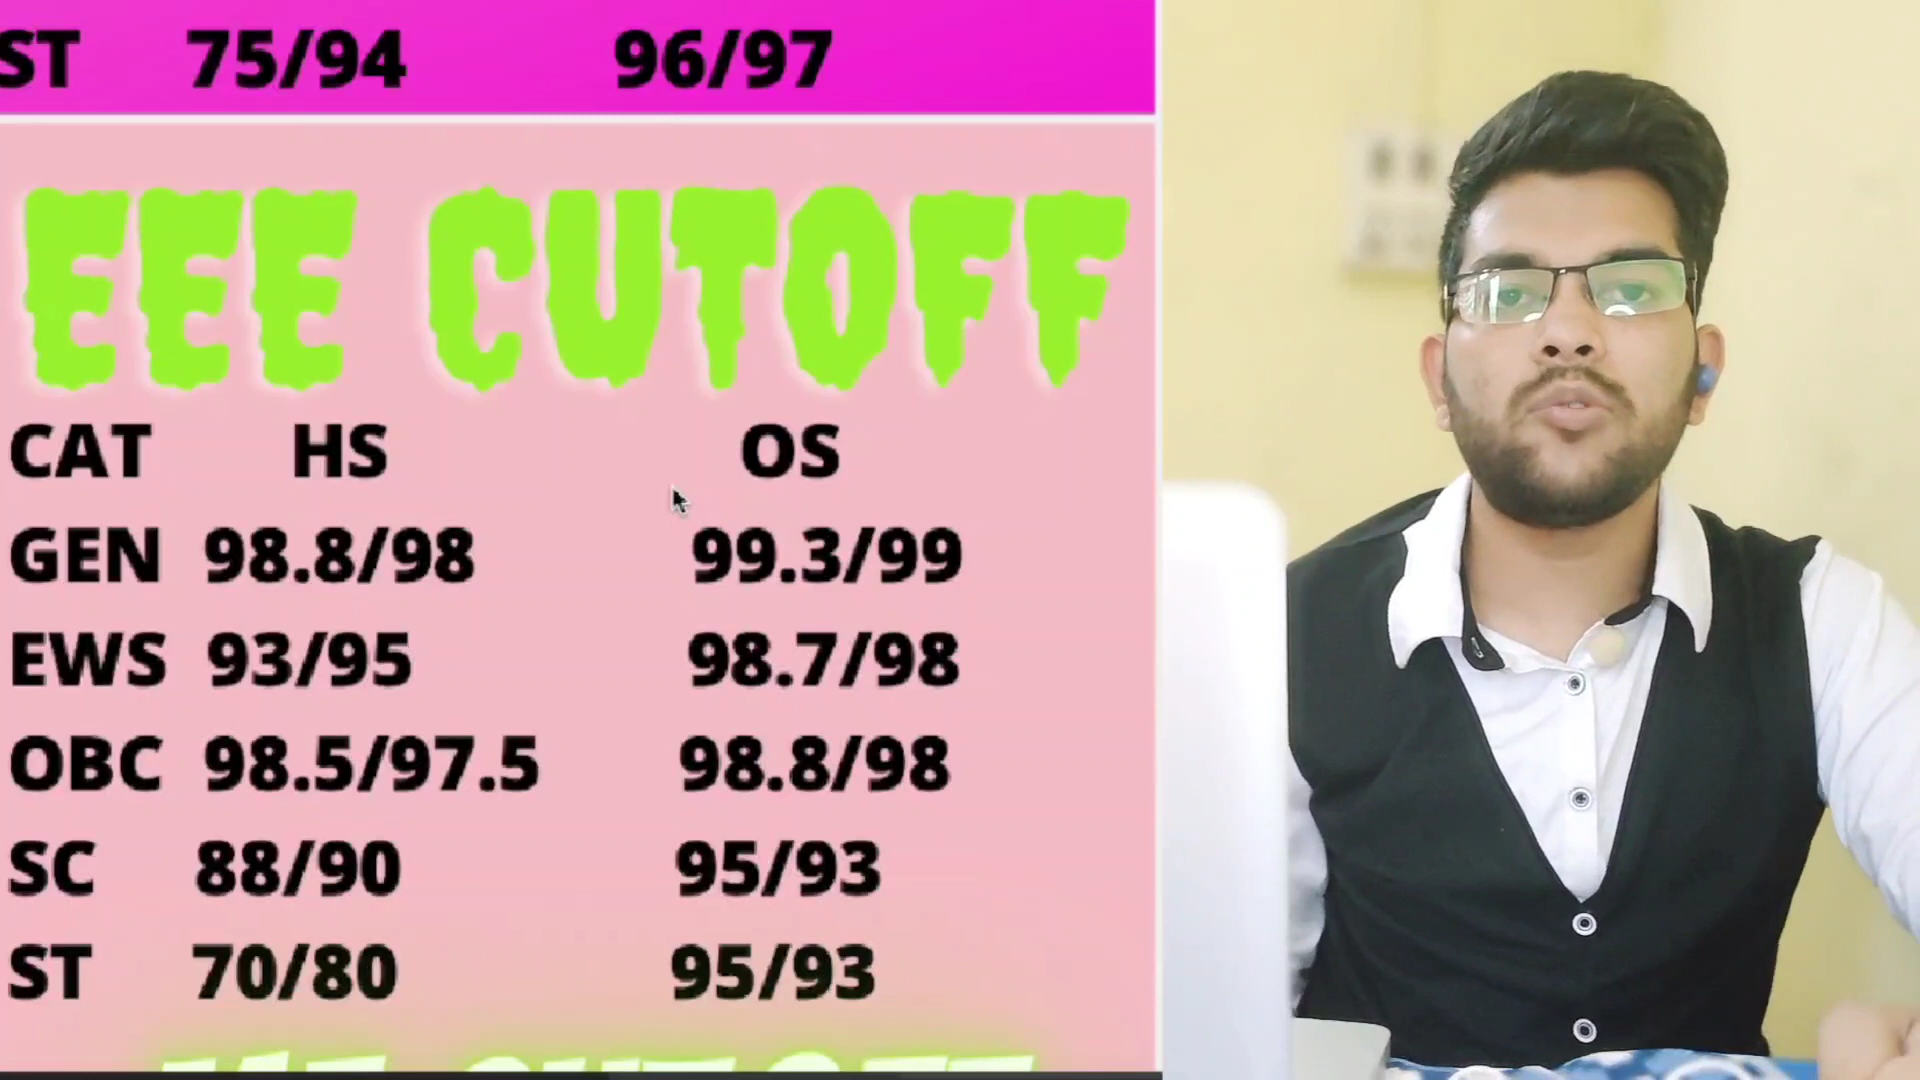 ST 75/94 96/97
EEE CUTOFF
CAT HS OS
GEN 98.8/98 99.3/99
EWS 93/95 98.7/98
OBC 98.5/97.5 98.8/98
SC 88/90 95/93
ST 70/80 95/93
CUTOFF